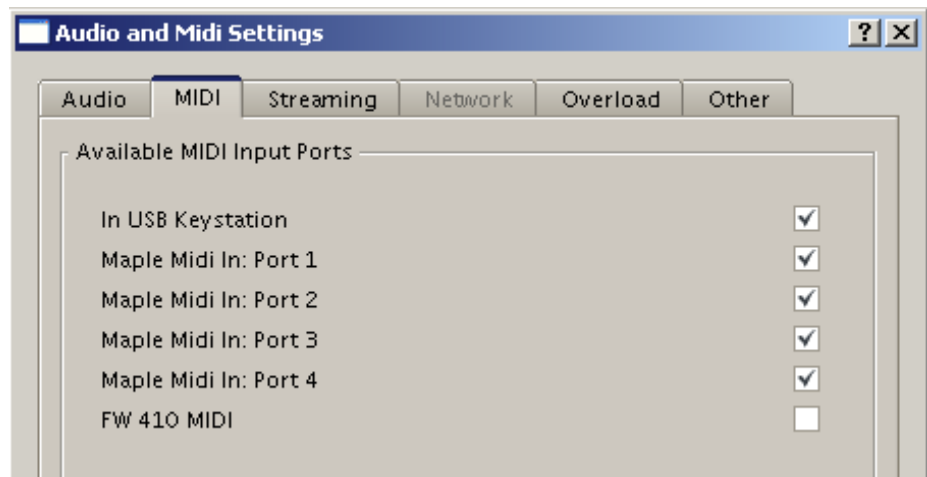 Audio and Midi Settings
Audio MIDI Streaming Network Overload Other
Available MIDI Input Ports
In USB Keystation
Maple Midi In: Port 1
Maple Midi In: Port 2
Maple Midi In: Port 3
Maple Midi In: Port 4
FW 410 MIDI